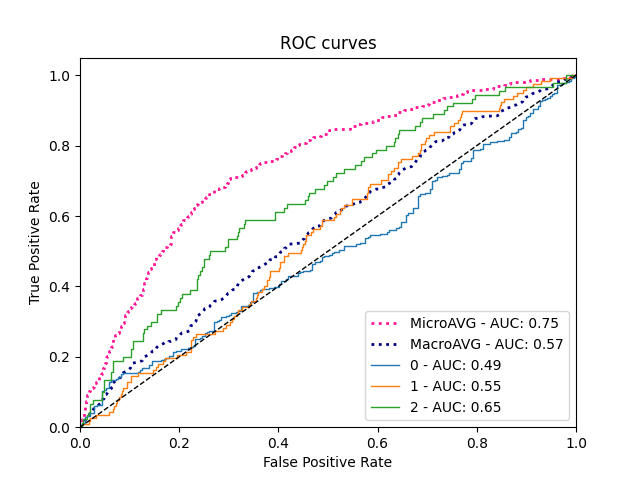 ROC curves
True Positive Rate
1.0
0.8
0.6
0.4
0.2
0.0
MicroAVG - AUC: 0.75
MacroAVG - AUC: 0.57
0 - AUC: 0.49
1 - AUC: 0.55
2 - AUC: 0.65
0.0 0.2 0.4 0.6 0.8 1.0
False Positive Rate